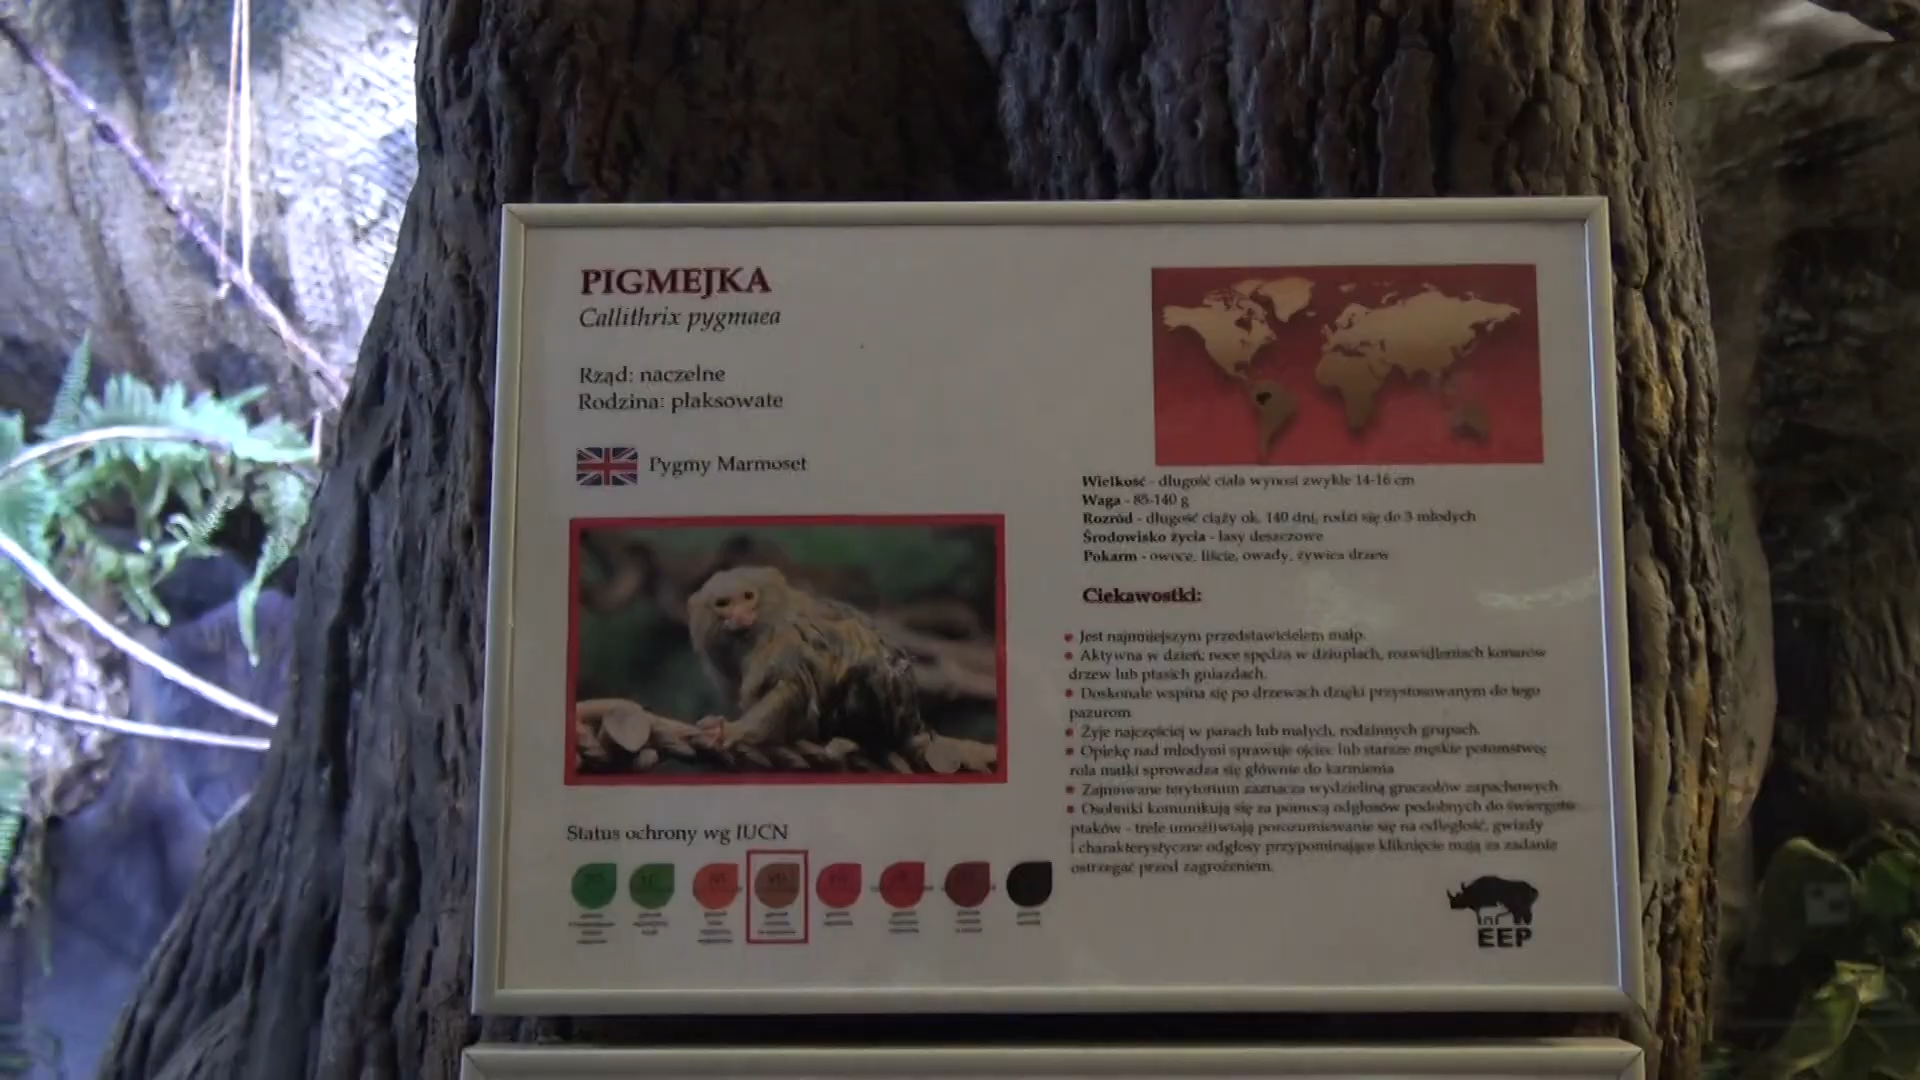 PIGMEJKA
Callithrix pygmaea
Rząd: naczelne
Rodzina: płaksowate
Pygmy Marmoset
Status ochrony wg IUCN
Wielkość - długość ciała wynosi zwykle 14-16 cm
Waga - 85-140 g
Rozród - długość ciąży ok. 140 dni, rodzi się do 3 młodych
Środowisko życia - lasy deszczowe
Pokarm - owoce, liście, owady, żywica drzew
Ciekawostki:
Jest najmniejszym przedstawicielem małp.
Aktywna w dzień; noce spędza w dziuplach, rozwidleniach konarów
drzew lub ptasich gniazdach.
Doskonale wspina się po drzewach dzięki przystosowanym do tego
pazurom
Żyje najczęściej w parach lub małych, rodzinnych grupach.
Opiekę nad młodymi sprawuje ojciec lub starsze męskie potomstwo;
rola matki sprowadza się głównie do karmienia
Zajmowane terytorium zaznacza wydzieliną gruczołów zapachowych
Osobniki komunikują się za pomocą odgłosów podobnych do świergotu
ptaków - trele umożliwiają porozumiewanie się na odległość, gwizdy
i charakterystyczne odgłosy przypominające kliknięcie mają za zadanie
ostrzegać przed zagrożeniem.
EEP